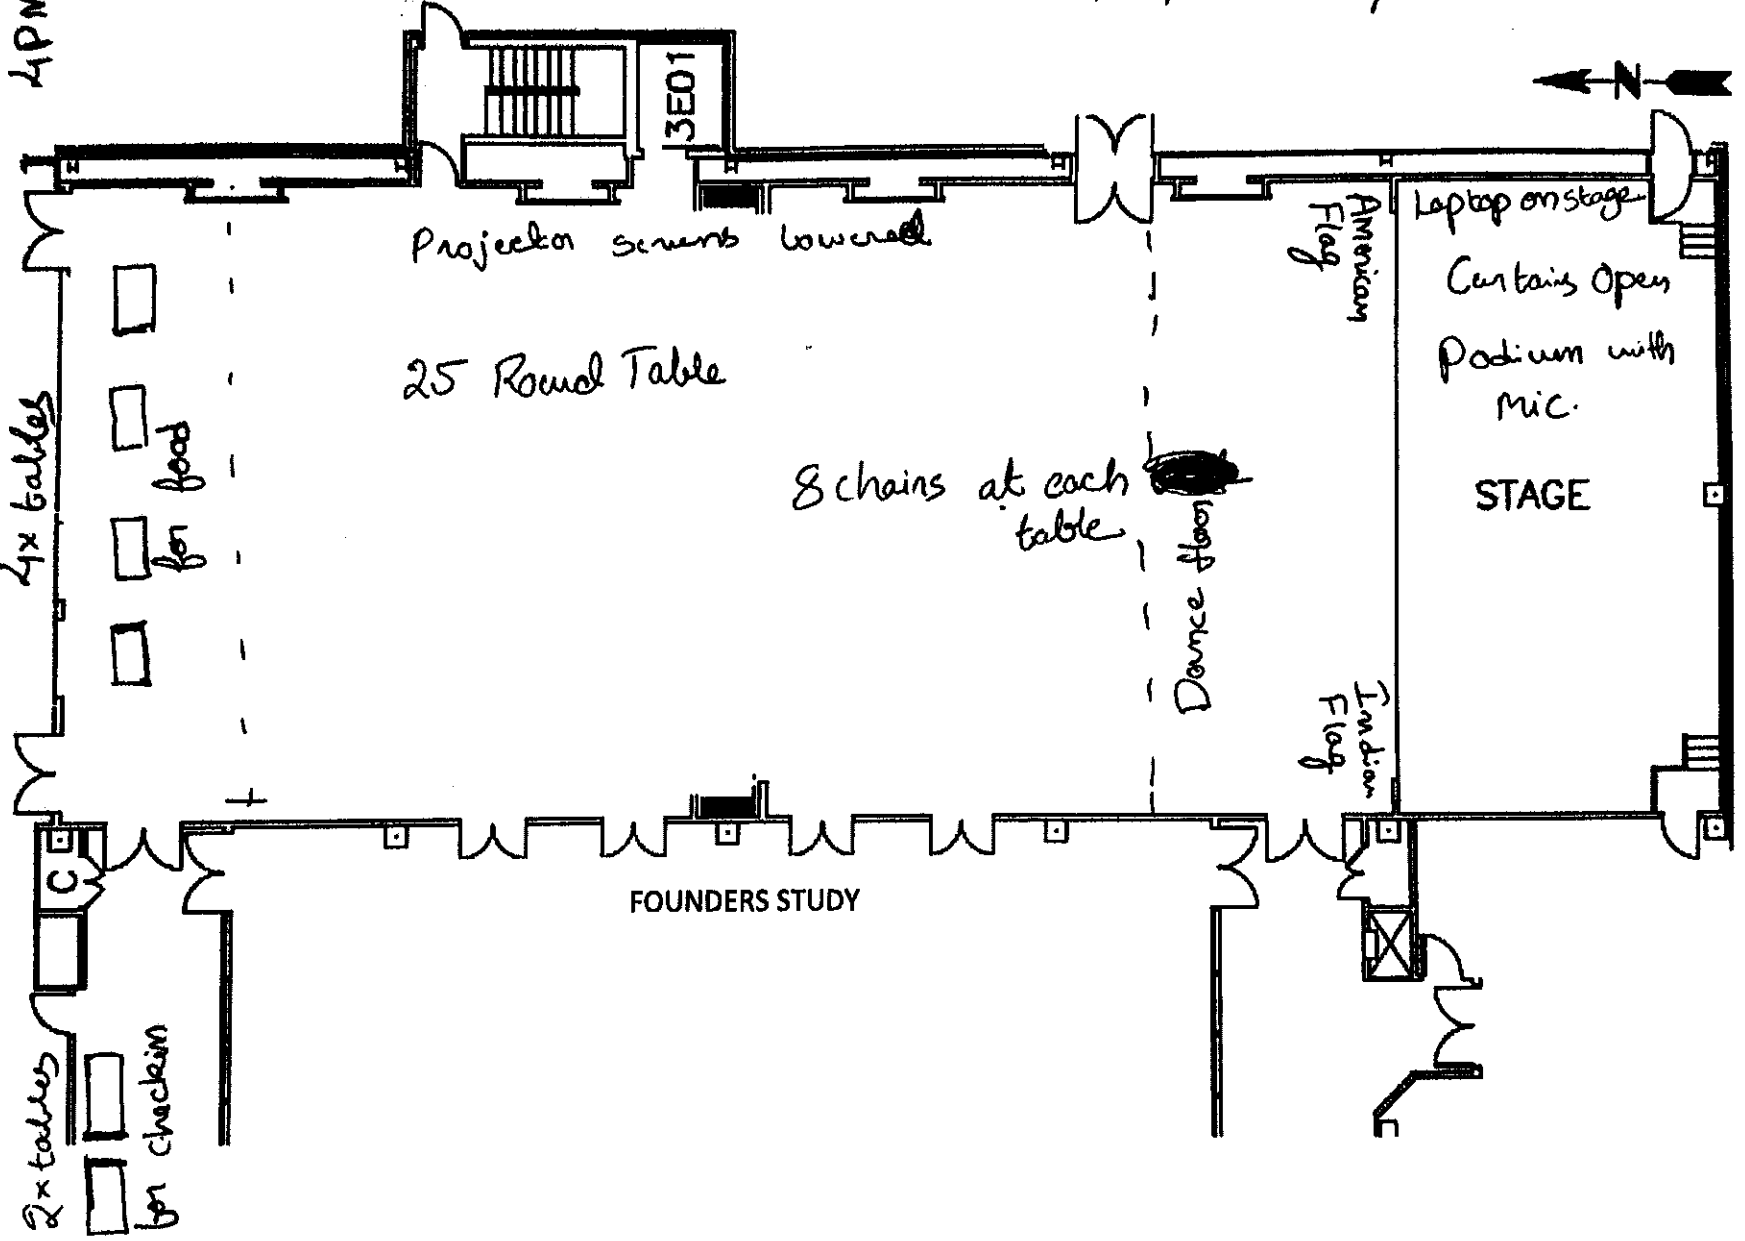 4PM
3E01
N
Projector screens lowered
American
Flag
Laptop on stage
Curtains Open
Podium with
Mic.
STAGE
25 Round Table
8 chairs at each
table
Dance floor
4x tables
for food
Indian
Flag
C
FOUNDERS STUDY
2x tables
for checkin